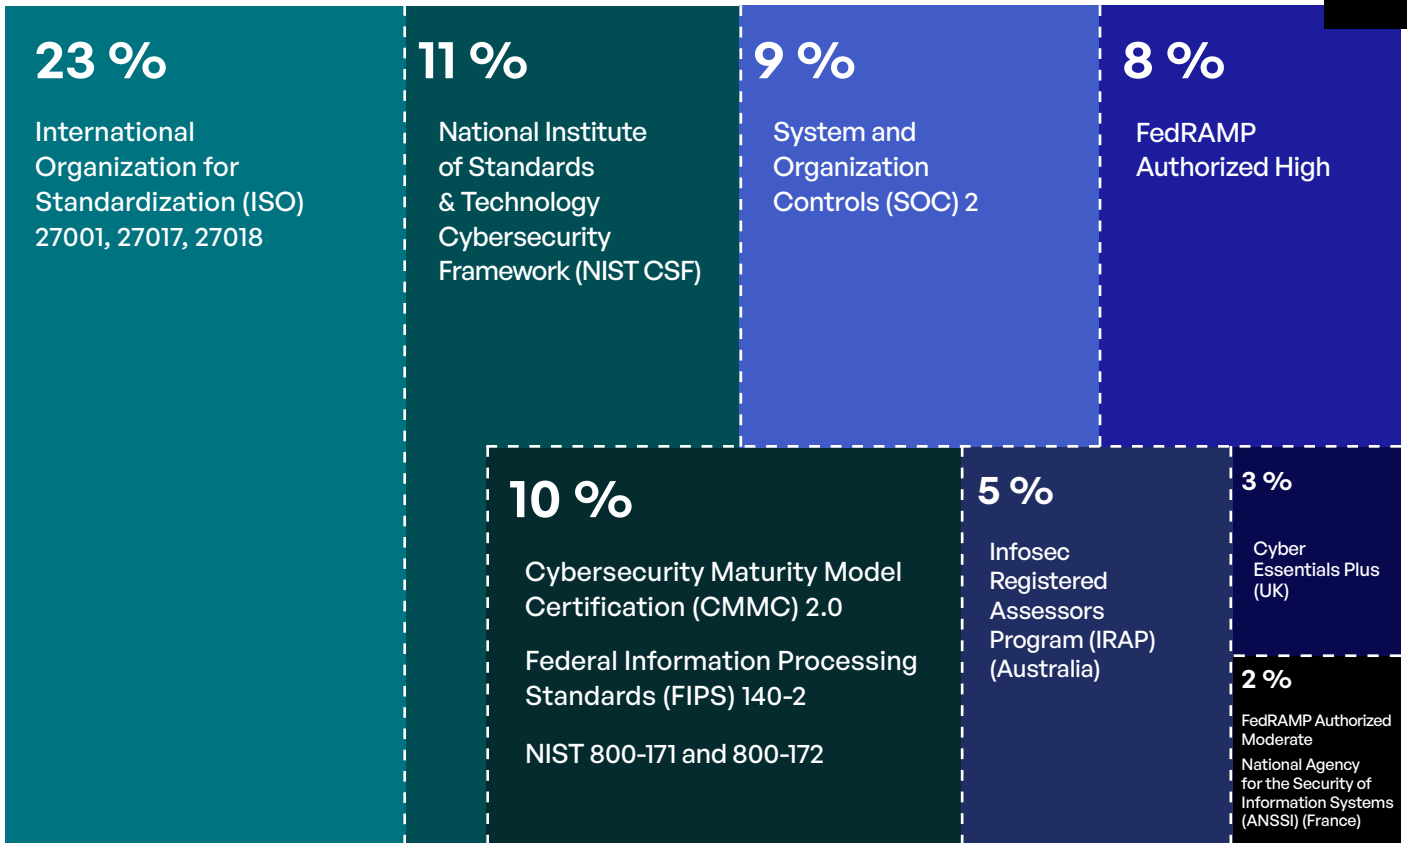 23 %
International
Organization for
Standardization (ISO)
27001, 27017, 27018
11 %
National Institute
of Standards
& Technology
Cybersecurity
Framework (NIST CSF)
9 %
System and
Organization
Controls (SOC) 2
8 %
FedRAMP
Authorized High
10 %
Cybersecurity Maturity Model
Certification (CMMC) 2.0
Federal Information Processing
Standards (FIPS) 140-2
NIST 800-171 and 800-172
5 %
Infosec
Registered
Assessors
Program (IRAP)
(Australia)
3 %
Cyber
Essentials Plus
(UK)
2 %
FedRAMP Authorized
Moderate
National Agency
for the Security of
Information Systems
(ANSSI) (France)